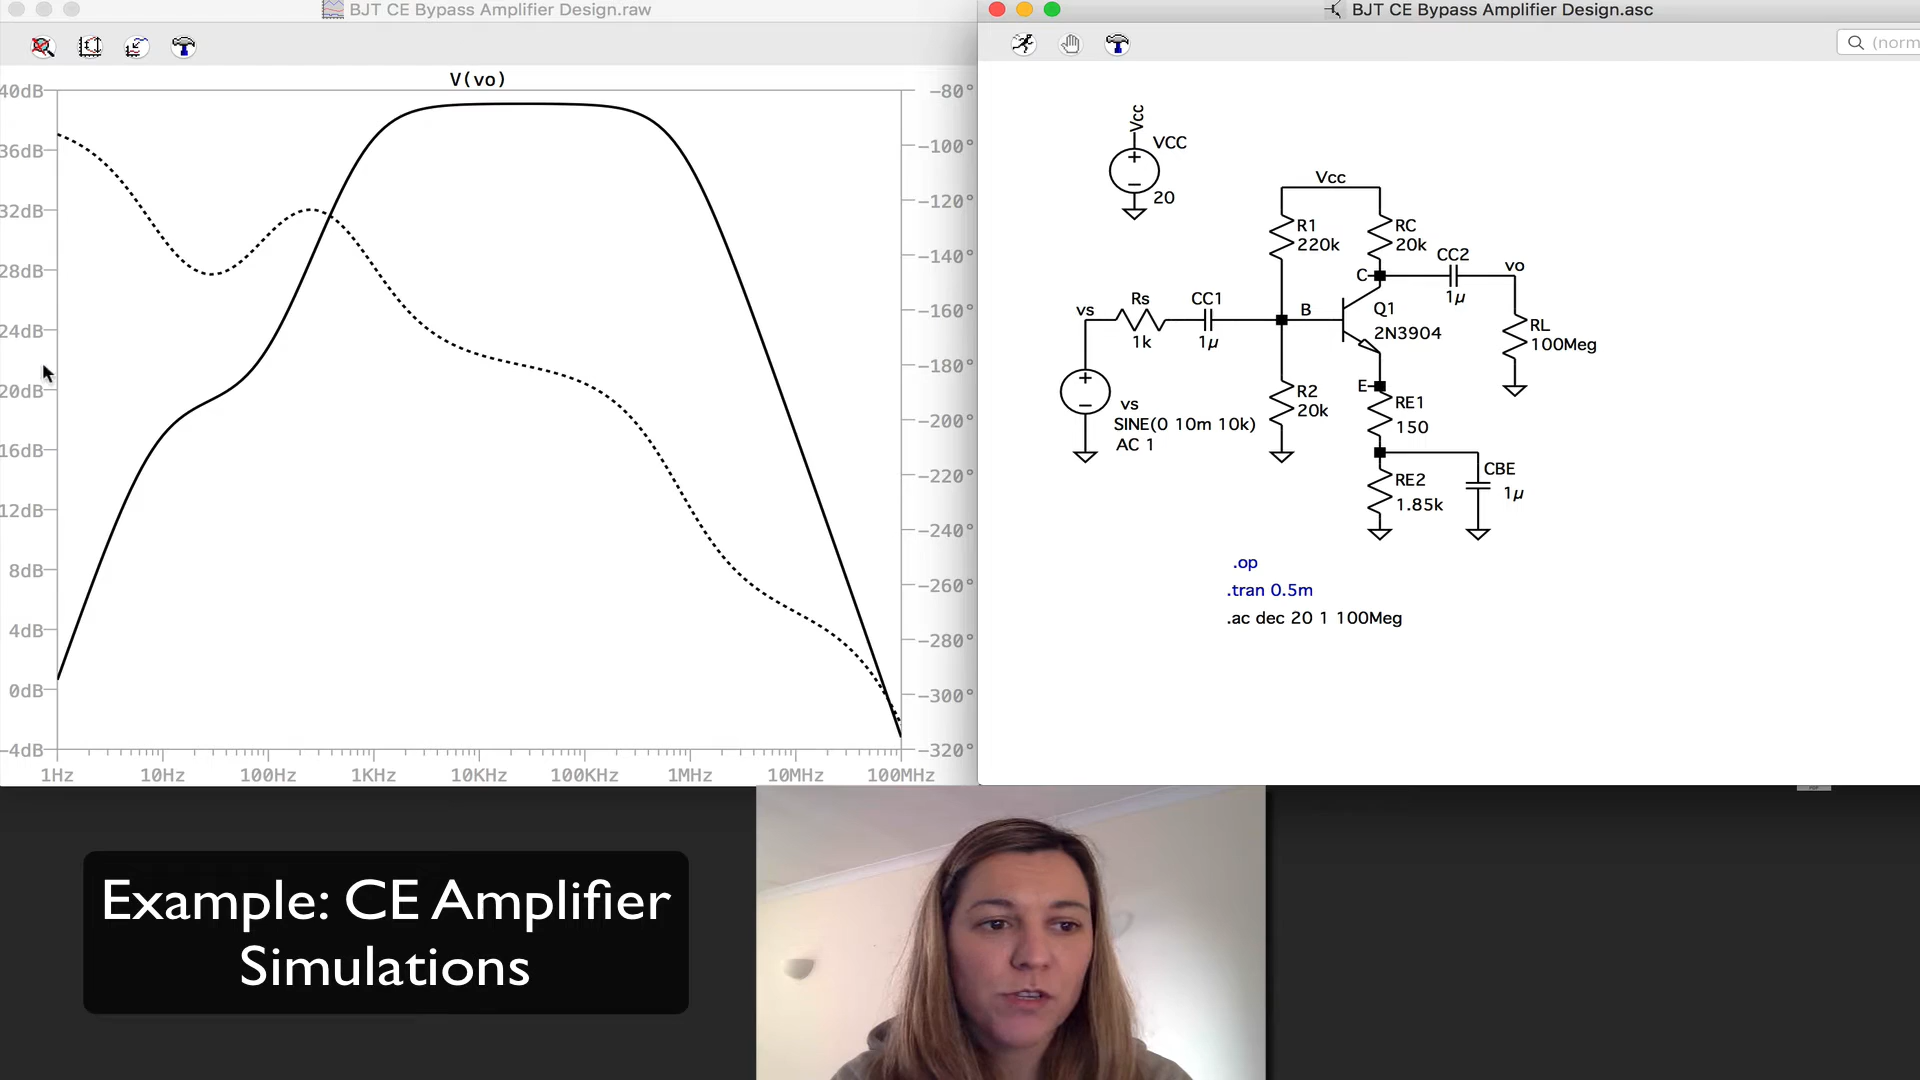 BJT CE Bypass Amplifier Design.raw
BJT CE Bypass Amplifier Design.asc
V(vo)
40dB
36dB
32dB
28dB
24dB
20dB
16dB
12dB
8dB
4dB
0dB
-4dB
-80°
-100°
-120°
-140°
-160°
-180°
-200°
-220°
-240°
-260°
-280°
-300°
-320°
1Hz 10Hz 100Hz 1KHz 10KHz 100KHz 1MHz 10MHz 100MHz
(norm
Vcc
VCC
20
Vcc
R1
220k
RC
20k
C
CC2
1µ
vo
RL
100Meg
vs
Rs
1k
CC1
1µ
B
Q1
2N3904
E
R2
20k
RE1
150
RE2
1.85k
CBE
1µ
vs
SINE(0 10m 10k)
AC 1
.op
.tran 0.5m
.ac dec 20 1 100Meg
Example: CE Amplifier
Simulations